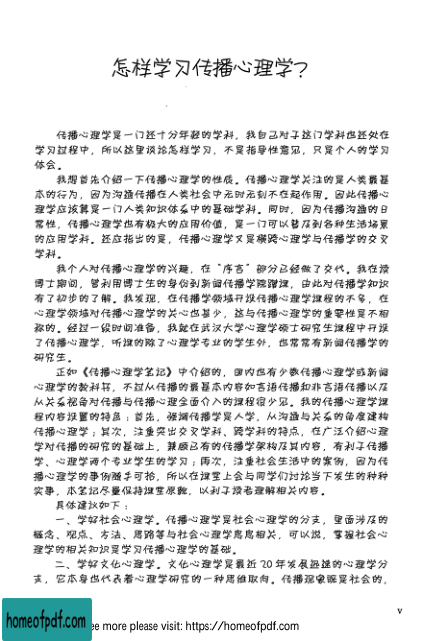 怎样学习传播心理学?
传播心理学是一门还十分年轻的学科，我自己对于这门学科也还处在
学习过程中，所以这里谈论怎样学习，不是指导性意见，只是个人的学习
体会。
我想首先介绍一下传播心理学的性质。传播心理学关注的是人类最基
本的行为，因为沟通传播在人类社会中无时无刻不在起作用。因此传播心
理学应该算是一门人类知识体系中的基础学科。同时，因为传播沟通的日
常性，传播心理学也有极大的应用价值，是一门可以普及到各种生活场景
的应用学科。还应指出的是，传播心理学又是横跨心理学与传播学的交叉
学科。
我个人对传播心理学的兴趣，在“序言”部分已经做了交代。我在读
博士期间，曾利用博士生的身份到新闻传播学院蹭课，由此对传播学知识
有了初步的了解。我发现，在传播学领域开设传播心理学课程的不多，在
心理学领域对传播心理学的关心也甚少，这与传播学的重要性是不相
称的。经过一段时间准备，我就在武汉大学心理学硕士研究生课程中开设
了传播心理学，听课的除了心理学专业的学生外，也常常有新闻传播学的
研究生。
正如《传播心理学笔记》中介绍的，国内也有少数传播心理学或新闻
心理学的教科书，不过从传播的最基本内容如言语传播和非言语传播以及
从关系视角对传播与传播心理全面介入的课程很少见。我的传播心理学课
程内容设置的特色：首先，强调传播学是人学，从沟通与关系的角度建构
传播心理学；其次，注重突出交叉学科、跨学科的特点，在广泛介绍心理
学对传播的研究的基础上，兼顾已有的传播学架构及其内容，有利于传播
学、心理学两个专业学生的学习；再次，注重社会生活中的案例，因为传
播心理学的事例随手可拾，所以在课堂上会与同学们讨论当下发生的种种
实事，本笔记尽量保持课堂原貌，以利于读者理解相关内容。
具体建议如下：
一、学好社会心理学。传播心理学是社会心理学的分支，里面涉及的
概念、观点、方法、思路等与社会心理学息息相关，可以说，掌握社会心
理学的相关知识是学习传播心理学的基础。
二、学好文化心理学。文化心理学是最近20年发展迅速的心理学分
支，它本身也代表着心理学研究的一种思维取向。传播现象既是社会的，
v
homeofpdf.com
ee more please visit: https://homeofpdf.com